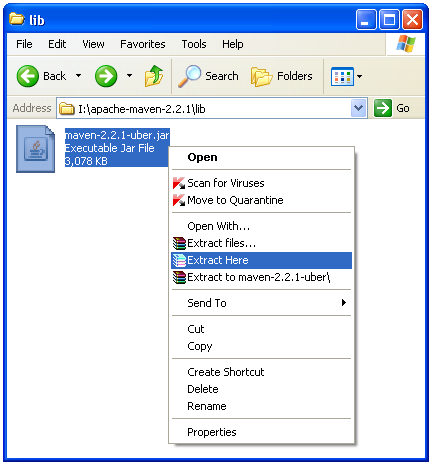 lib
File Edit View Favorites Tools Help
Back Search Folders
Address I:\apache-maven-2.2.1\lib Go
maven-2.2.1-uber.jar
Executable Jar File
3,078 KB
Open
Scan for Viruses
Move to Quarantine
Open With...
Extract files...
Extract Here
Extract to maven-2.2.1-uber\
Send To
Cut
Copy
Create Shortcut
Delete
Rename
Properties